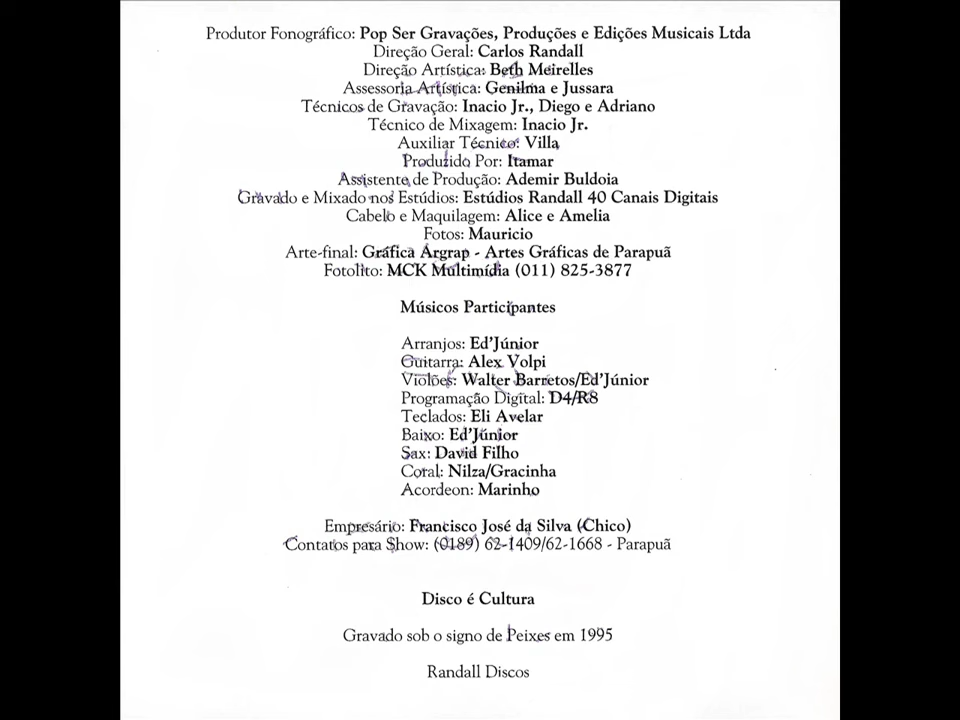 Produtor Fonográfico: Pop Ser Gravações, Produções e Edições Musicais Ltda
Direção Geral: Carlos Randall
Direção Artística: Beth Meirelles
Assessoria Artística: Genilma e Jussara
Técnicos de Gravação: Inacio Jr., Diego e Adriano
Técnico de Mixagem: Inacio Jr.
Auxiliar Técnico: Villa
Produzido Por: Itamar
Assistente de Produção: Ademir Buldoia
Gravado e Mixado nos Estúdios: Estúdios Randall 40 Canais Digitais
Cabelo e Maquilagem: Alice e Amelia
Fotos: Mauricio
Arte-final: Gráfica Argrap - Artes Gráficas de Parapuã
Fotolito: MCK Multimídia (011) 825-3877
Músicos Participantes
Arranjos: Ed'Júnior
Guitarra: Alex Volpi
Violões: Walter Barretos/Ed'Júnior
Programação Digital: D4/R8
Teclados: Eli Avelar
Baixo: Ed'Júnior
Sax: David Filho
Coral: Nilza/Gracinha
Acordeon: Marinho
Empresário: Francisco José da Silva (Chico)
Contatos para Show: (0189) 62-1409/62-1668 - Parapuã
Disco é Cultura
Gravado sob o signo de Peixes em 1995
Randall Discos